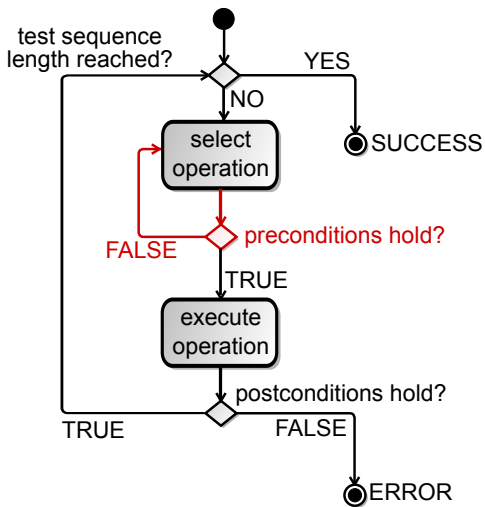 test sequence
length reached?
YES
NO
SUCCESS
select
operation
FALSE
preconditions hold?
TRUE
execute
operation
postconditions hold?
TRUE
FALSE
ERROR